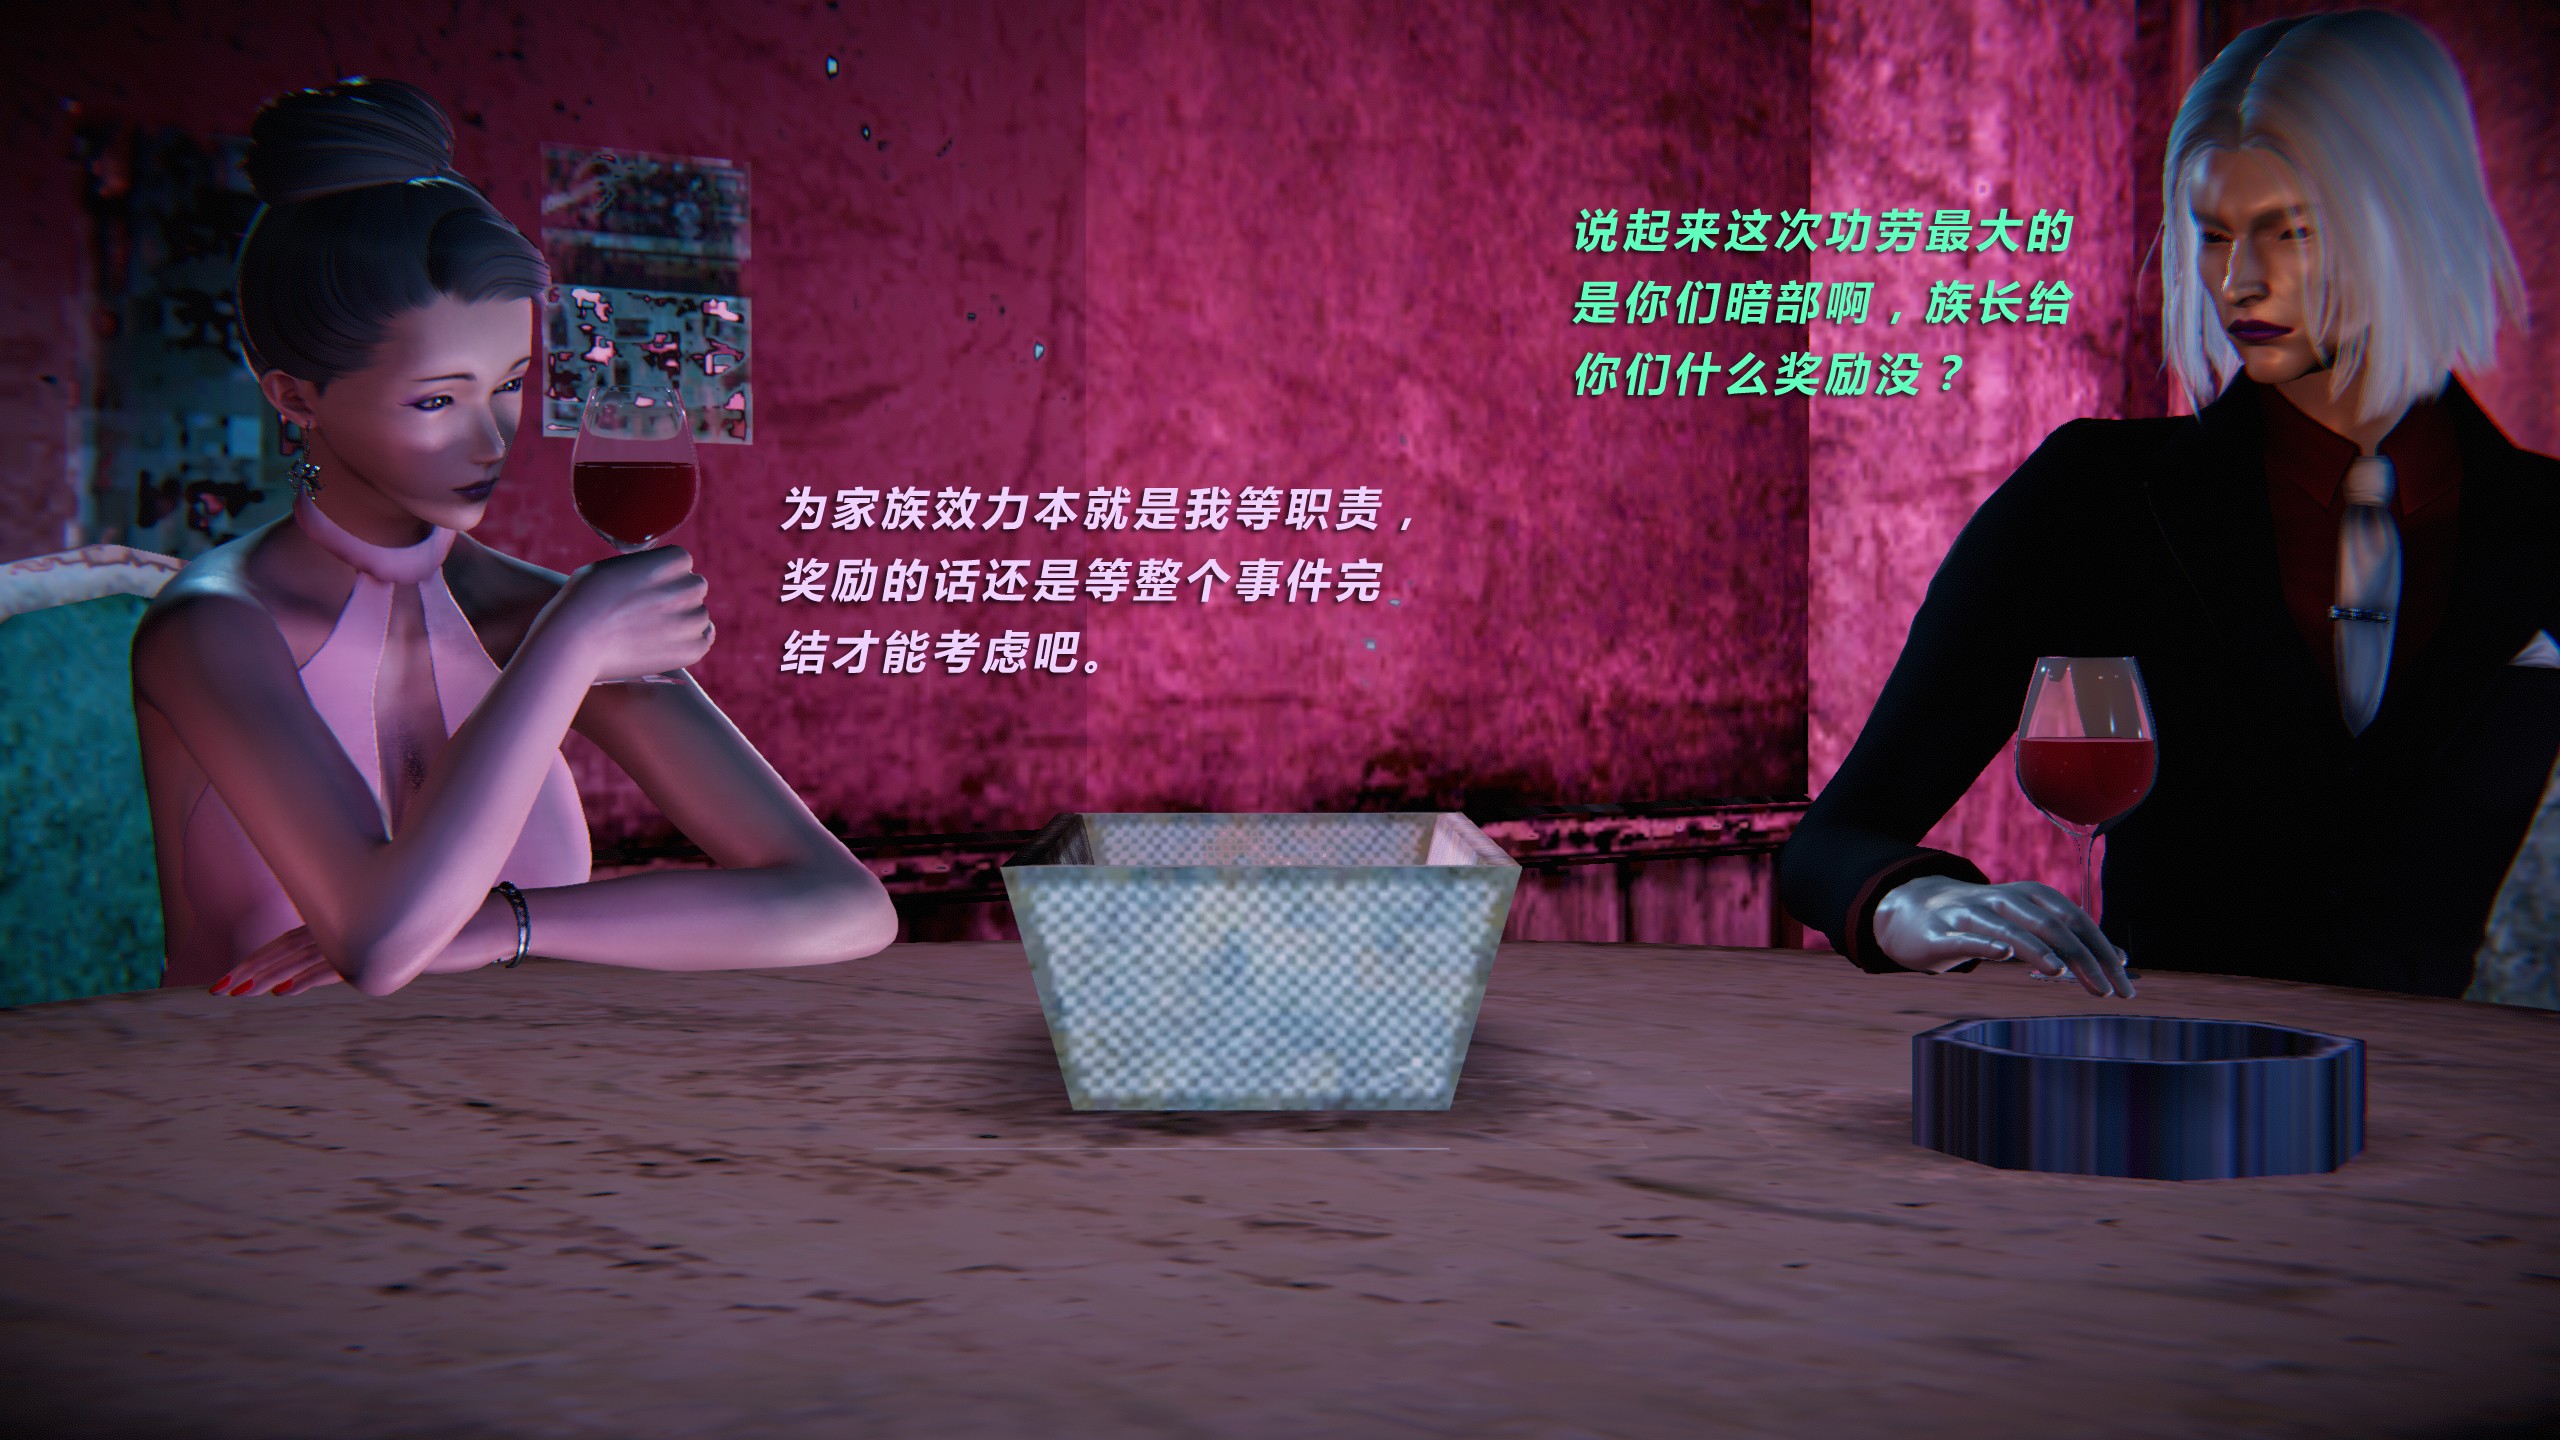 说起来这次功劳最大的
是你们暗部啊，族长给
你们什么奖励没？
为家族效力本就是我等职责，
奖励的话还是等整个事件完
结才能考虑吧。